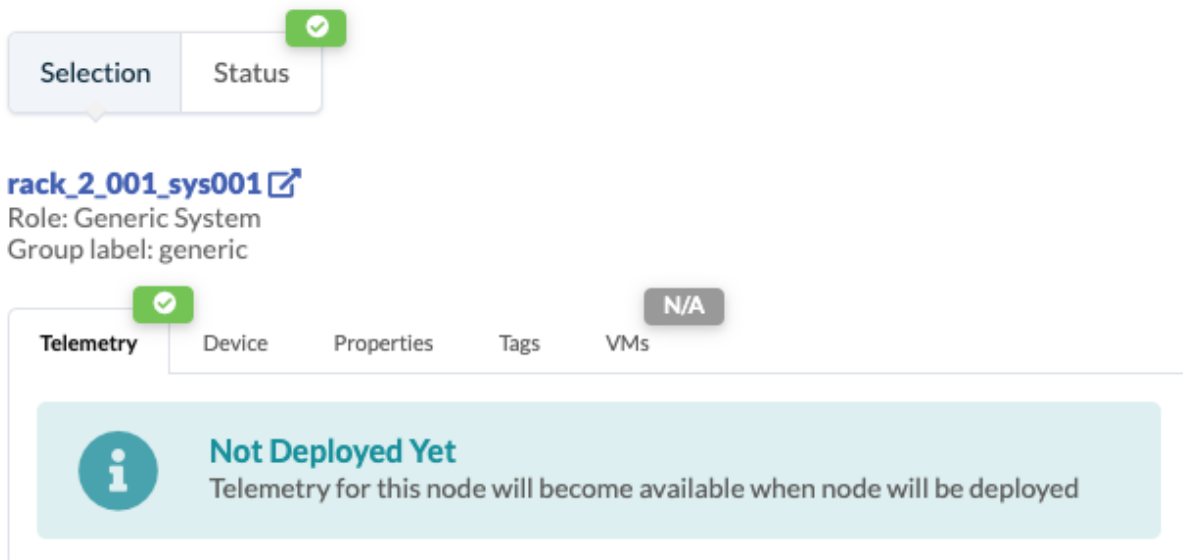 Selection Status
rack_2_001_sys001
Role: Generic System
Group label: generic
N/A
Telemetry Device Properties Tags VMs
Not Deployed Yet
Telemetry for this node will become available when node will be deployed